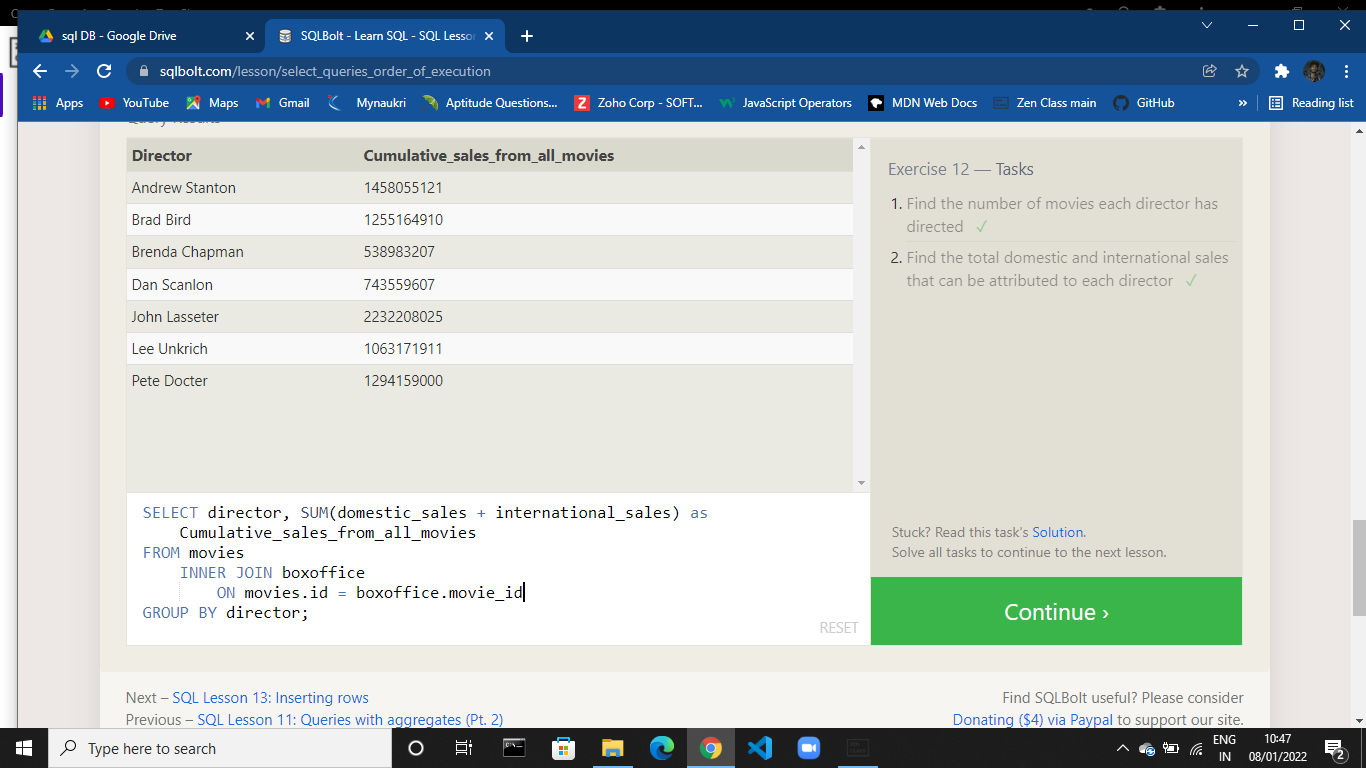 sql DB - Google Drive
SQLBolt - Learn SQL - SQL Lesson
sqlbolt.com/lesson/select_queries_order_of_execution
Apps YouTube Maps Gmail Mynaukri Aptitude Questions... Zoho Corp - SOFT... JavaScript Operators MDN Web Docs Zen Class main GitHub » Reading list
Query Results
Director Cumulative_sales_from_all_movies
Andrew Stanton 1458055121
Brad Bird 1255164910
Brenda Chapman 538983207
Dan Scanlon 743559607
John Lasseter 2232208025
Lee Unkrich 1063171911
Pete Docter 1294159000
Exercise 12 — Tasks
1. Find the number of movies each director has
directed ✓
2. Find the total domestic and international sales
that can be attributed to each director ✓
Stuck? Read this task's Solution.
Solve all tasks to continue to the next lesson.
Continue ›
SELECT director, SUM(domestic_sales + international_sales) as
Cumulative_sales_from_all_movies
FROM movies
INNER JOIN boxoffice
ON movies.id = boxoffice.movie_id
GROUP BY director;
RESET
Next – SQL Lesson 13: Inserting rows
Previous – SQL Lesson 11: Queries with aggregates (Pt. 2)
Find SQLBolt useful? Please consider
Donating ($4) via Paypal to support our site.
Type here to search
ENG
IN
10:47
08/01/2022
2